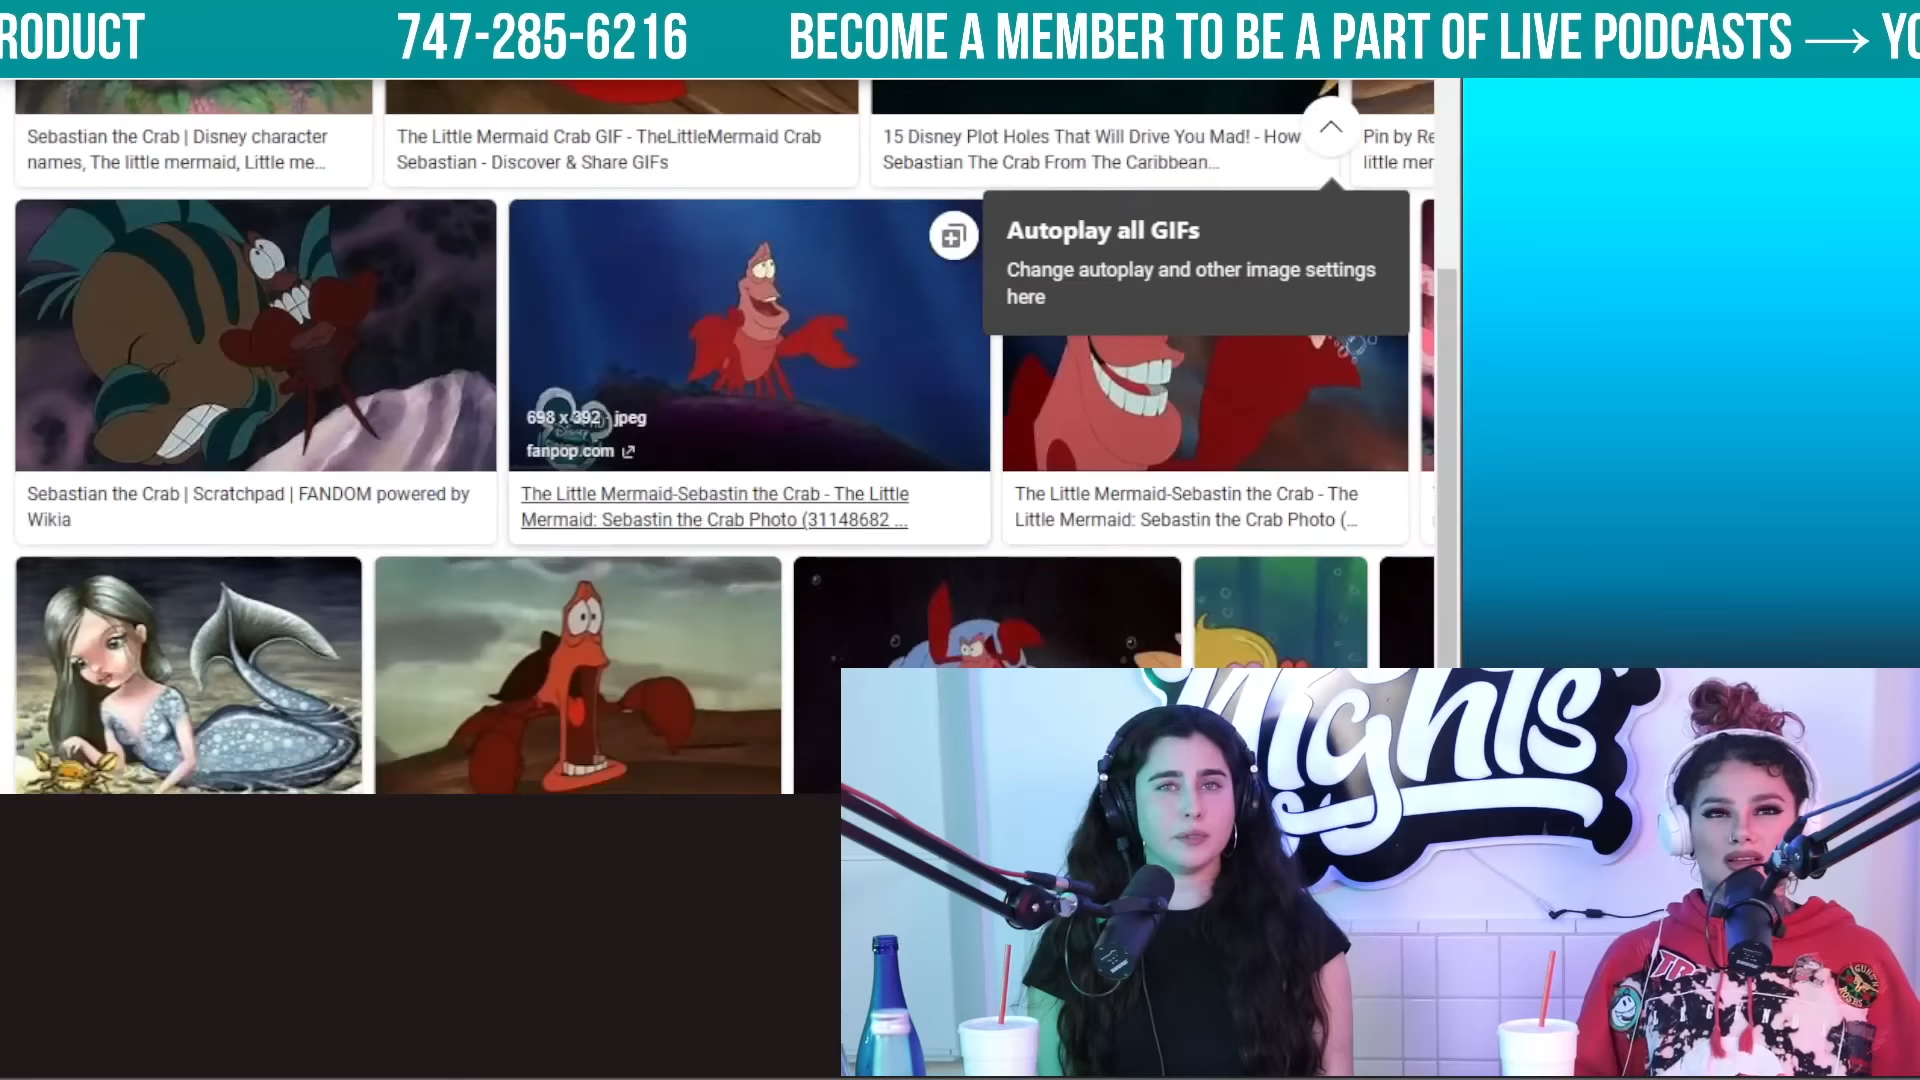 RODUCT 747-285-6216 BECOME A MEMBER TO BE A PART OF LIVE PODCASTS → YO
Sebastian the Crab | Disney character
names, The little mermaid, Little me...
The Little Mermaid Crab GIF - TheLittleMermaid Crab
Sebastian - Discover & Share GIFs
15 Disney Plot Holes That Will Drive You Mad! - How
Sebastian The Crab From The Caribbean...
Pin by Re
little mer
Autoplay all GIFs
Change autoplay and other image settings
here
698 x 392 · jpeg
fanpop.com
Sebastian the Crab | Scratchpad | FANDOM powered by
Wikia
The Little Mermaid-Sebastin the Crab - The Little
Mermaid: Sebastin the Crab Photo (31148682 ...
The Little Mermaid-Sebastin the Crab - The
Little Mermaid: Sebastin the Crab Photo (...
Nights